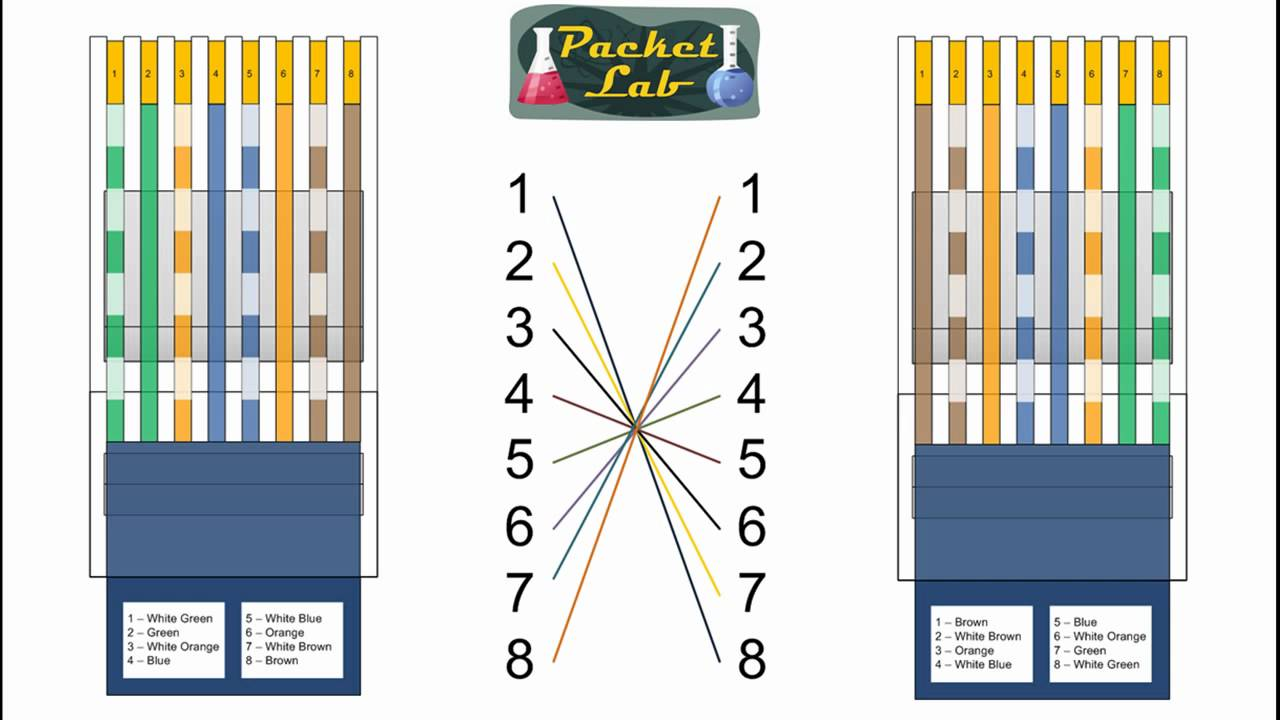 1 2 3 4 5 6 7 8
Packet
Lab
1 2 3 4 5 6 7 8
1 1
2 2
3 3
4 4
5 5
6 6
7 7
8 8
1 – White Green
2 – Green
3 – White Orange
4 – Blue
5 – White Blue
6 – Orange
7 – White Brown
8 – Brown
1 – Brown
2 – White Brown
3 – Orange
4 – White Blue
5 – Blue
6 – White Orange
7 – Green
8 – White Green